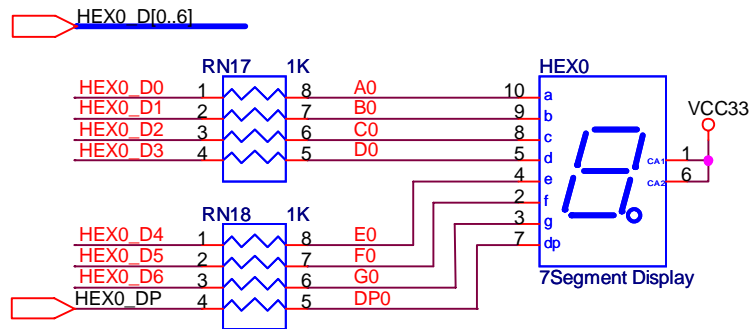 HEX0_D[0..6]
RN17 1K HEX0
HEX0_D0 1 8 A0 10 a
HEX0_D1 2 7 B0 9 b
HEX0_D2 3 6 C0 8 c
HEX0_D3 4 5 D0 5 d
4 e
2 f
3 g
7 dp
VCC33
CA1 1
CA2 6
7Segment Display
RN18 1K
HEX0_D4 1 8 E0
HEX0_D5 2 7 F0
HEX0_D6 3 6 G0
HEX0_DP 4 5 DP0